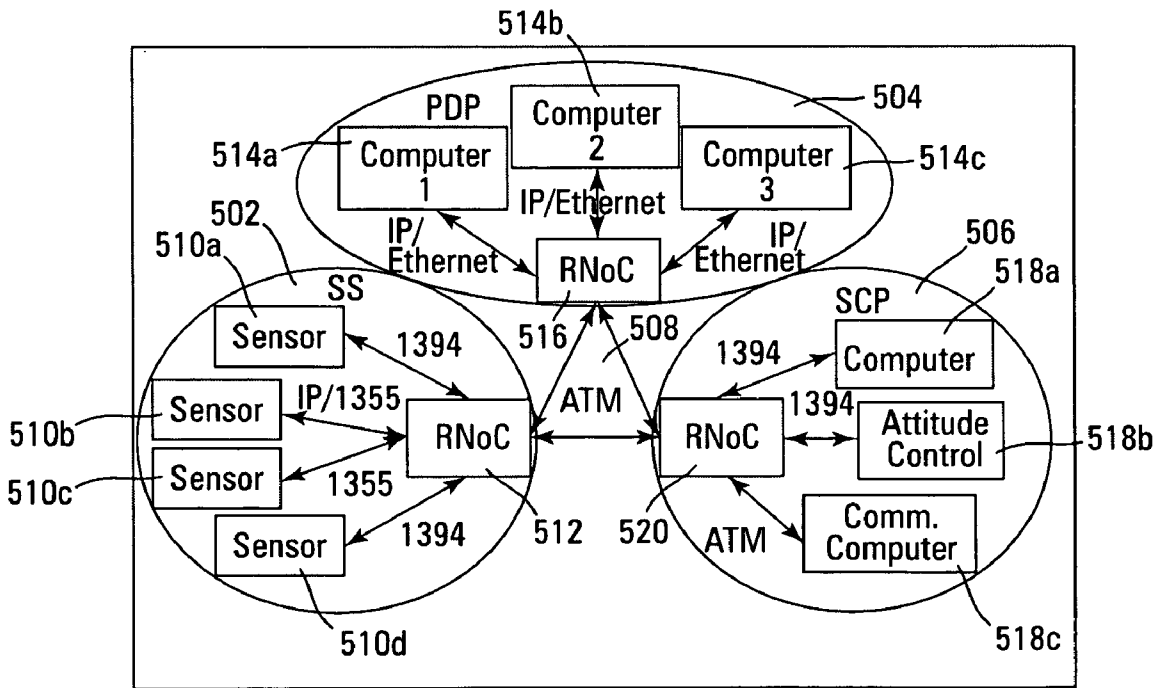 514b
504
PDP
Computer
2
514a
Computer
1
Computer
3
514c
IP/Ethernet
502
510a
IP/
Ethernet
RNoC
IP/
Ethernet
506
518a
SS
516
508
SCP
Sensor
1394
1394
Computer
510b
Sensor
IP/1355
RNoC
ATM
RNoC
1394
Attitude
Control
518b
510c
Sensor
1355
Sensor
1394
512
520
ATM
Comm.
Computer
510d
518c